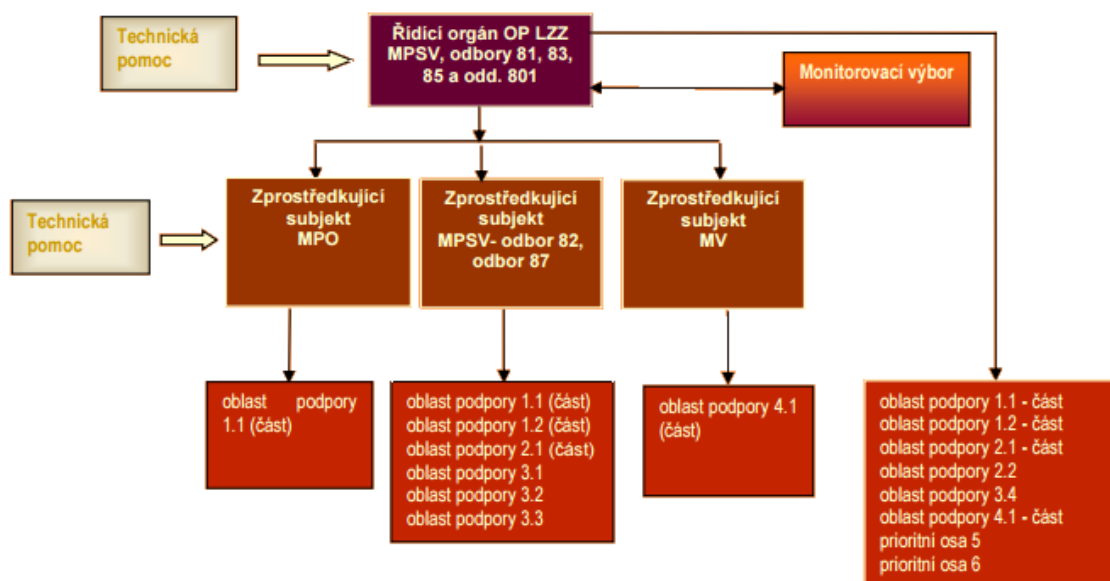 Technická
pomoc
Řídící orgán OP LZZ
MPSV, odbory 81, 83,
85 a odd. 801
Monitorovací výbor
Technická
pomoc
Zprostředkující
subjekt
MPO
Zprostředkující
subjekt
MPSV- odbor 82,
odbor 87
Zprostředkující
subjekt
MV
oblast podpory
1.1 (část)
oblast podpory 1.1 (část)
oblast podpory 1.2 (část)
oblast podpory 2.1 (část)
oblast podpory 3.1
oblast podpory 3.2
oblast podpory 3.3
oblast podpory 4.1
(část)
oblast podpory 1.1 - část
oblast podpory 1.2 - část
oblast podpory 2.1 - část
oblast podpory 2.2
oblast podpory 3.4
oblast podpory 4.1 - část
prioritní osa 5
prioritní osa 6